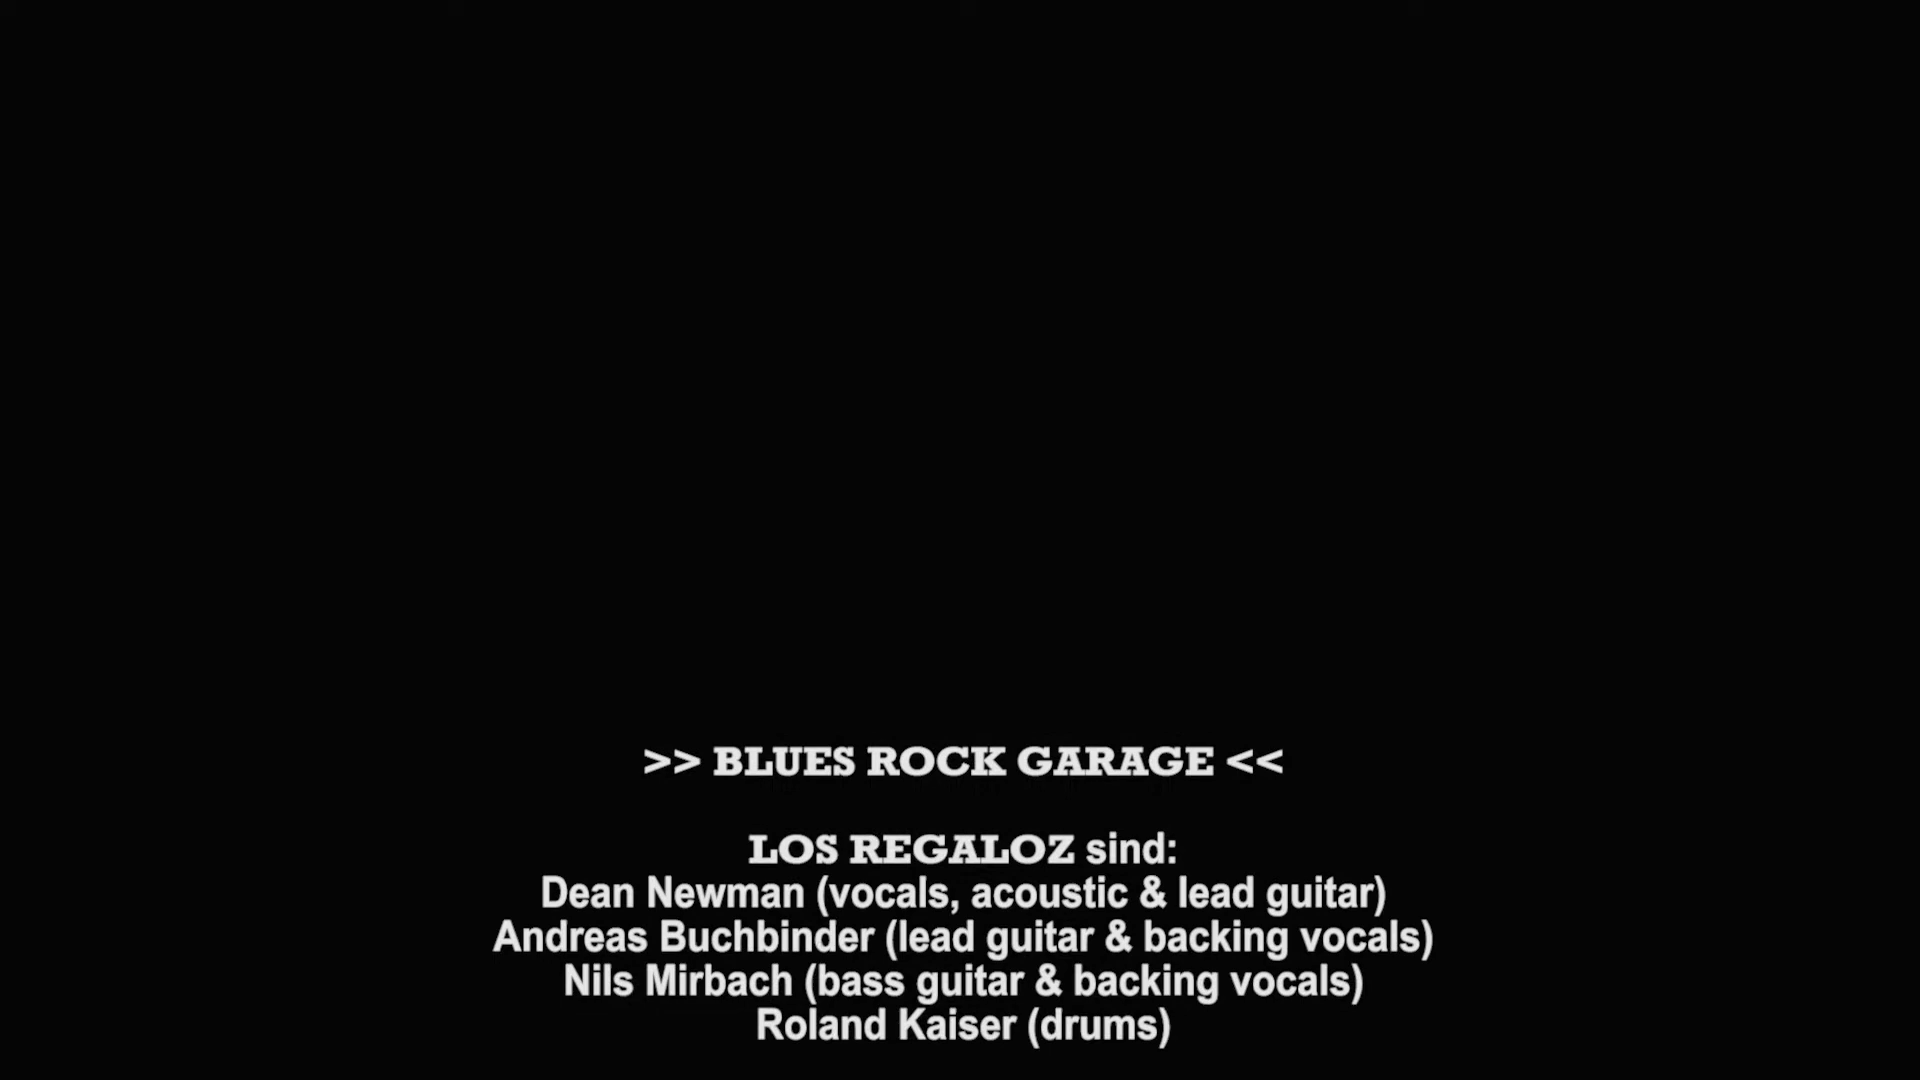 >> BLUES ROCK GARAGE <<
LOS REGALOZ sind:
Dean Newman (vocals, acoustic & lead guitar)
Andreas Buchbinder (lead guitar & backing vocals)
Nils Mirbach (bass guitar & backing vocals)
Roland Kaiser (drums)